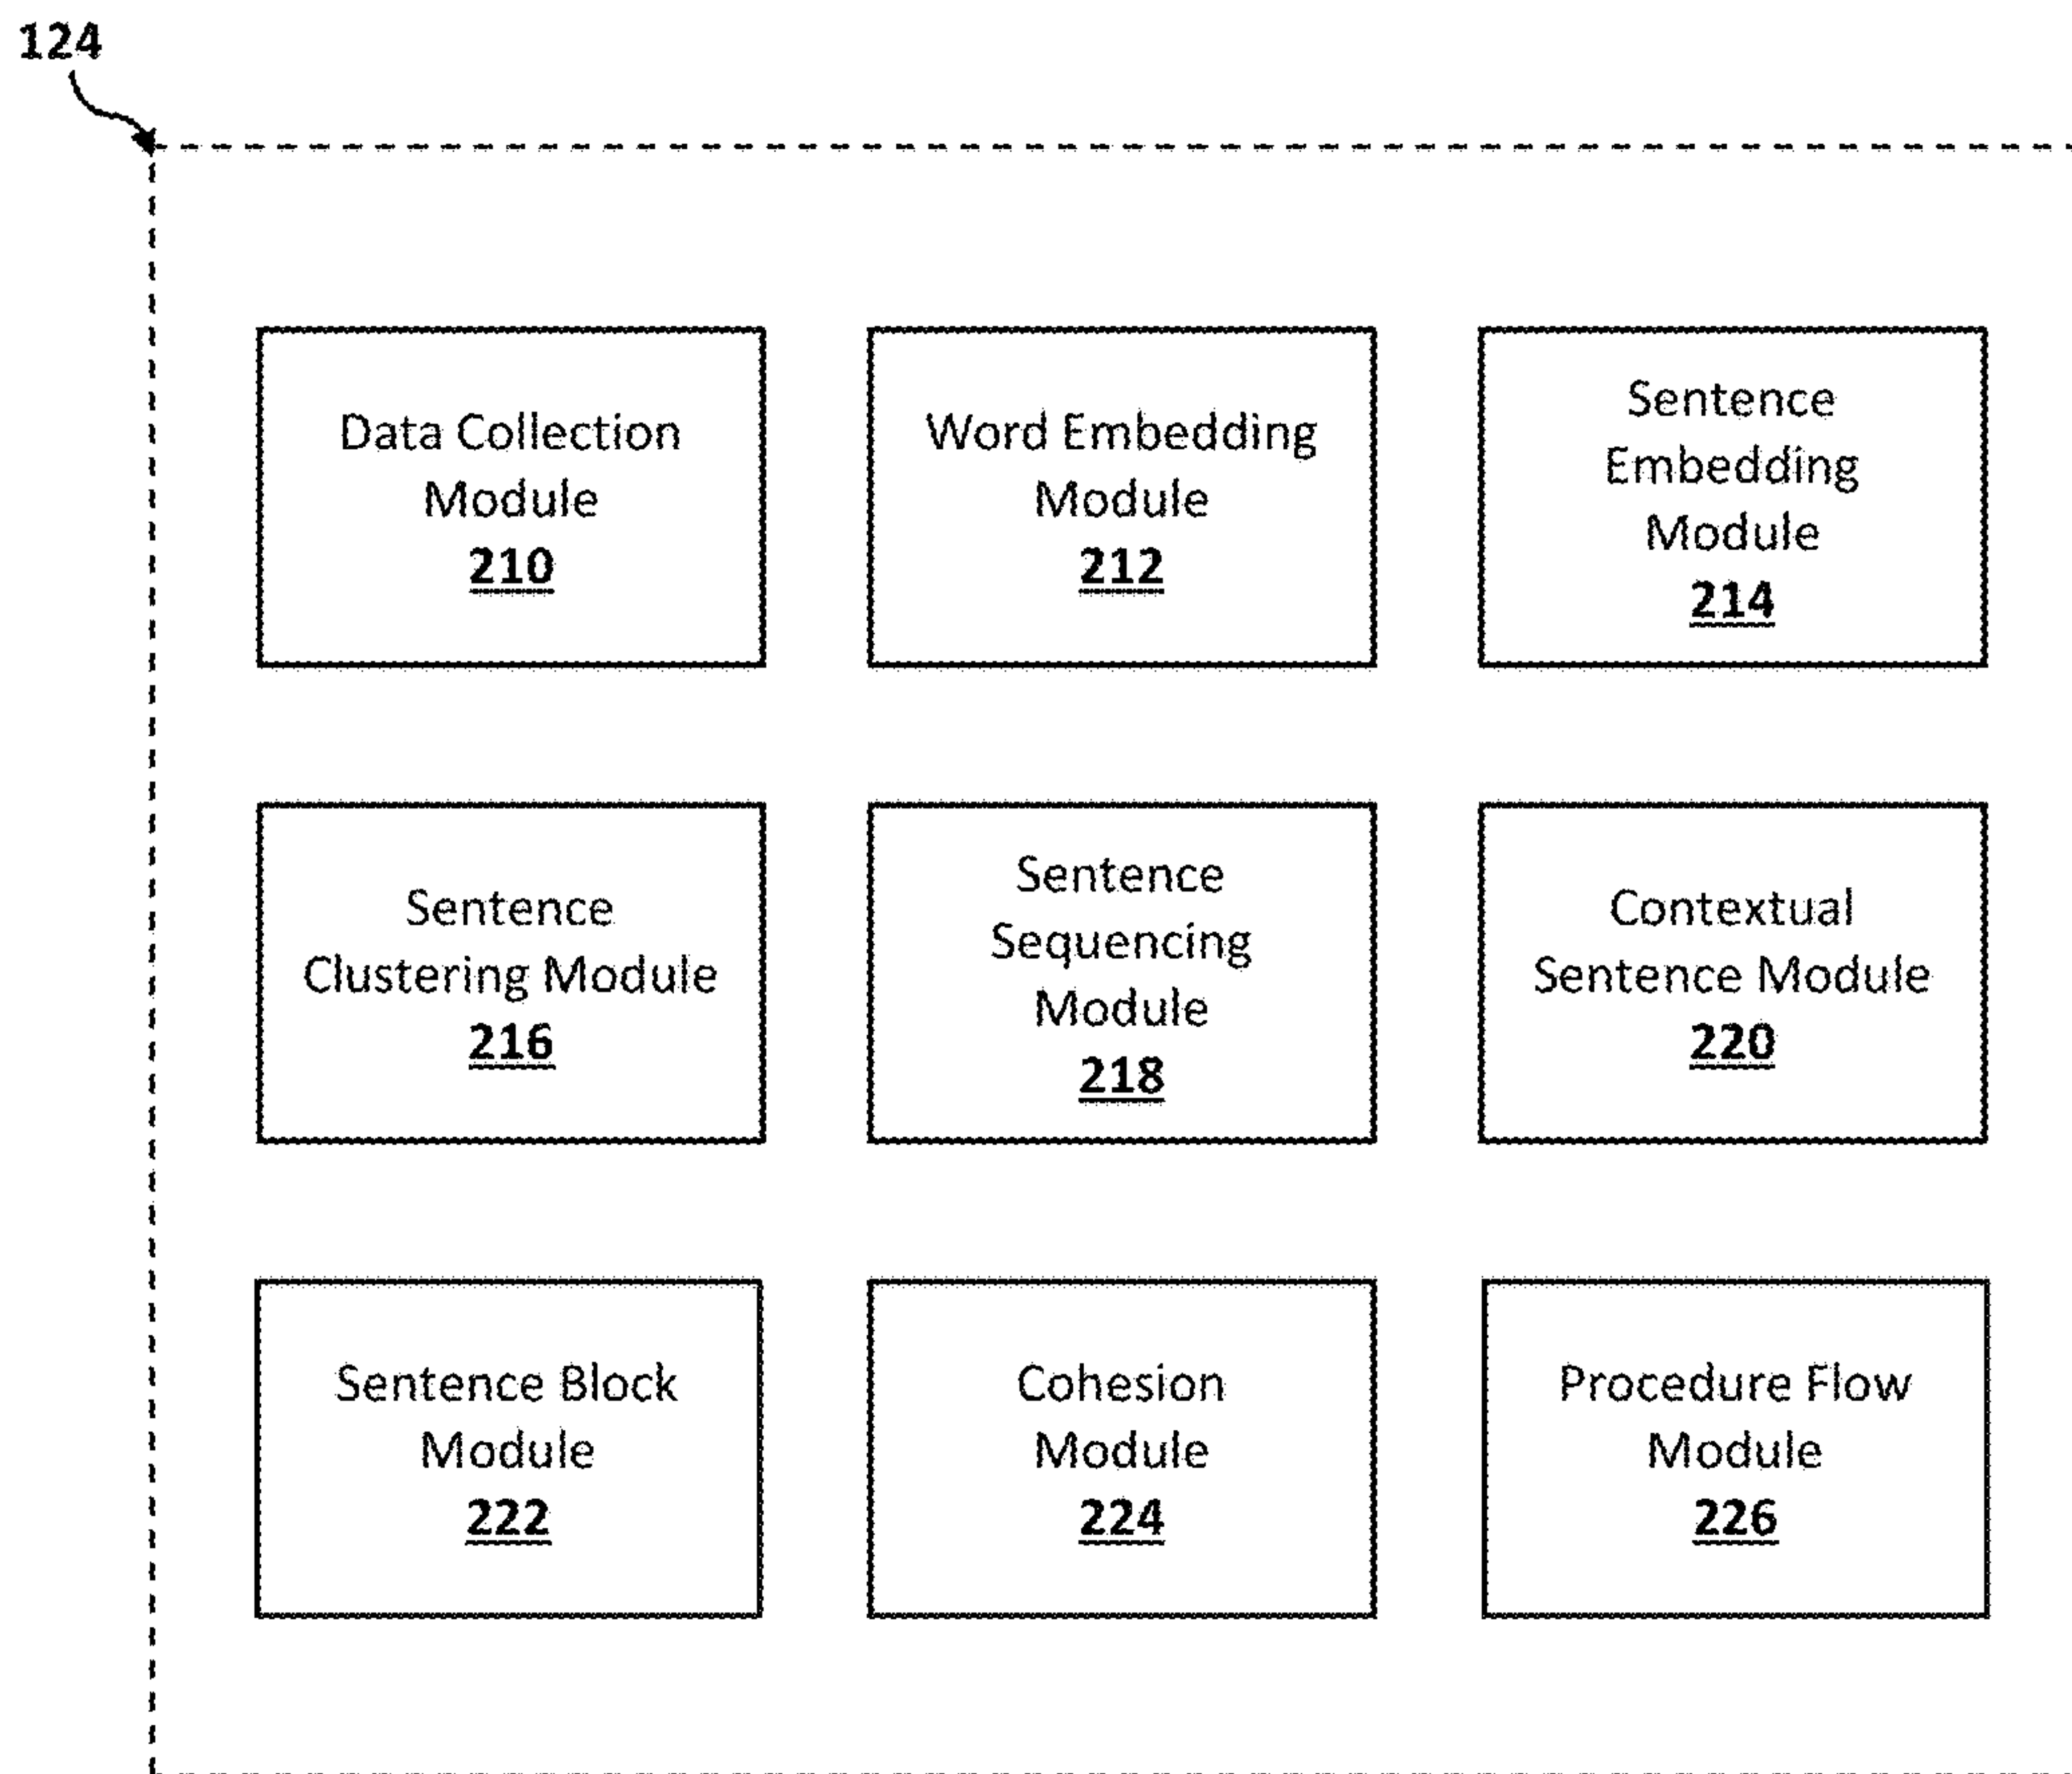 124
Data Collection
Module
210
Word Embedding
Module
212
Sentence
Embedding
Module
214
Sentence
Clustering Module
216
Sentence
Sequencing
Module
218
Contextual
Sentence Module
220
Sentence Block
Module
222
Cohesion
Module
224
Procedure Flow
Module
226